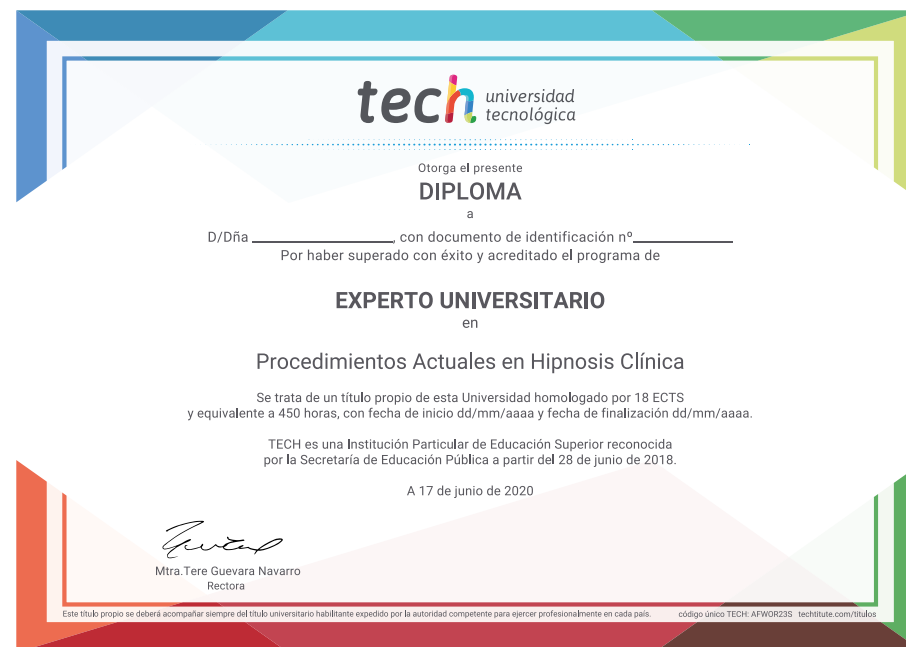 tech universidad
tecnológica
Otorga el presente
DIPLOMA
a
D/Dña ____________________, con documento de identificación nº______________
Por haber superado con éxito y acreditado el programa de
EXPERTO UNIVERSITARIO
en
Procedimientos Actuales en Hipnosis Clínica
Se trata de un título propio de esta Universidad homologado por 18 ECTS
y equivalente a 450 horas, con fecha de inicio dd/mm/aaaa y fecha de finalización dd/mm/aaaa.
TECH es una Institución Particular de Educación Superior reconocida
por la Secretaría de Educación Pública a partir del 28 de junio de 2018.
A 17 de junio de 2020
Mtra.Tere Guevara Navarro
Rectora
Este título propio se deberá acompañar siempre del título universitario habilitante expedido por la autoridad competente para ejercer profesionalmente en cada país. código único TECH: AFWOR23S techtitute.com/titulos